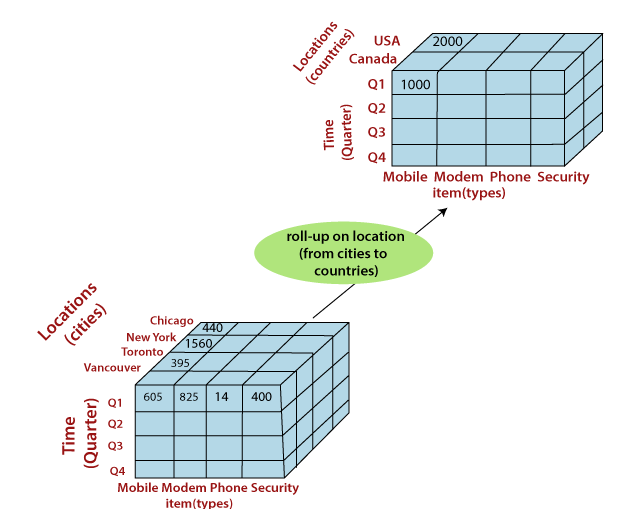 Locations
(countries)
USA
2000
Canada
Q1
1000
Q2
Q3
Q4
Time
(Quarter)
Mobile Modem Phone Security
item(types)
roll-up on location
(from cities to
countries)
Locations
(cities)
Chicago
440
New York
1560
Toronto
395
Vancouver
Q1
605 825 14 400
Q2
Q3
Q4
Time
(Quarter)
Mobile Modem Phone Security
item(types)